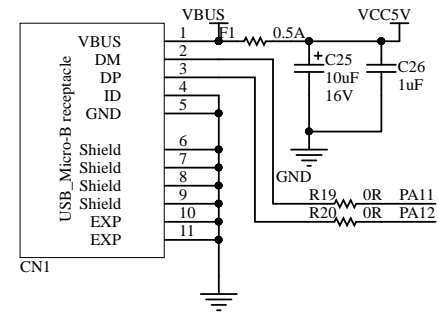 VBUS
VCC5V
VBUS 1 F1 0.5A
DM 2
DP 3
ID 4
GND 5
Shield 6
Shield 7
Shield 8
Shield 9
EXP 10
EXP 11
USB_Micro-B receptacle
CN1
+ C25
10uF
16V
C26
1uF
GND
R19 0R PA11
R20 0R PA12